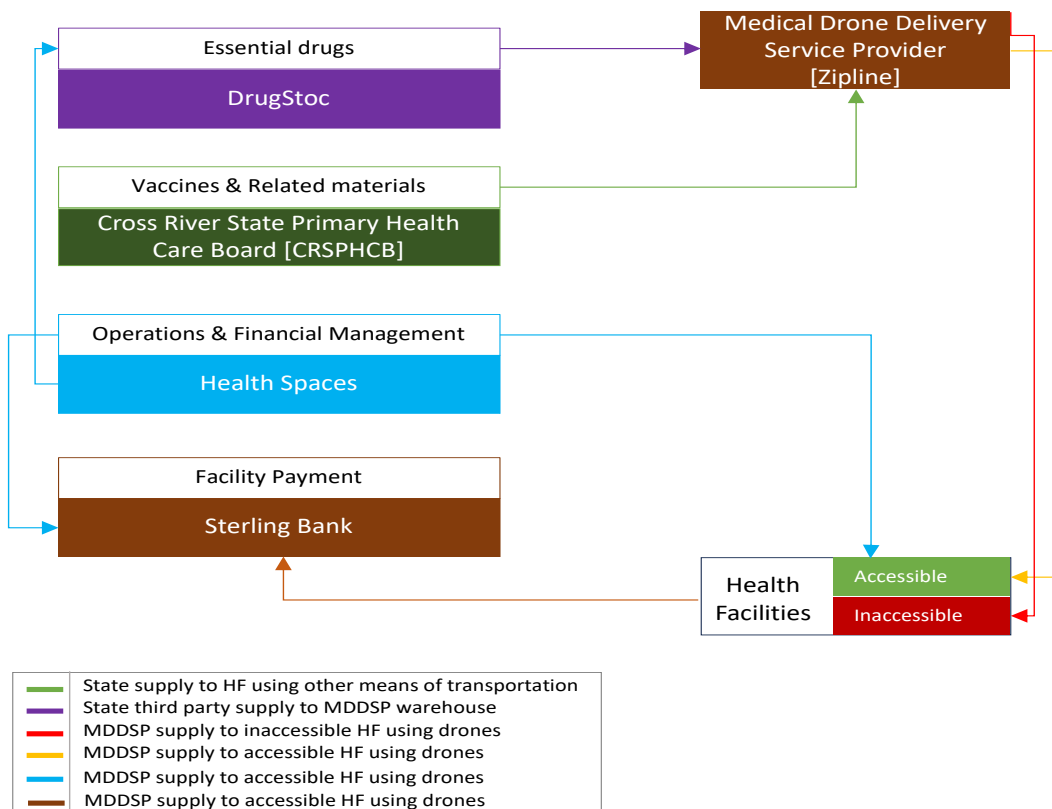 Essential drugs
DrugStoc
Medical Drone Delivery
Service Provider
[Zipline]
Vaccines & Related materials
Cross River State Primary Health
Care Board [CRSPHCB]
Operations & Financial Management
Health Spaces
Facility Payment
Sterling Bank
Health
Facilities
Accessible
Inaccessible
State supply to HF using other means of transportation
State third party supply to MDDSP warehouse
MDDSP supply to inaccessible HF using drones
MDDSP supply to accessible HF using drones
MDDSP supply to accessible HF using drones
MDDSP supply to accessible HF using drones